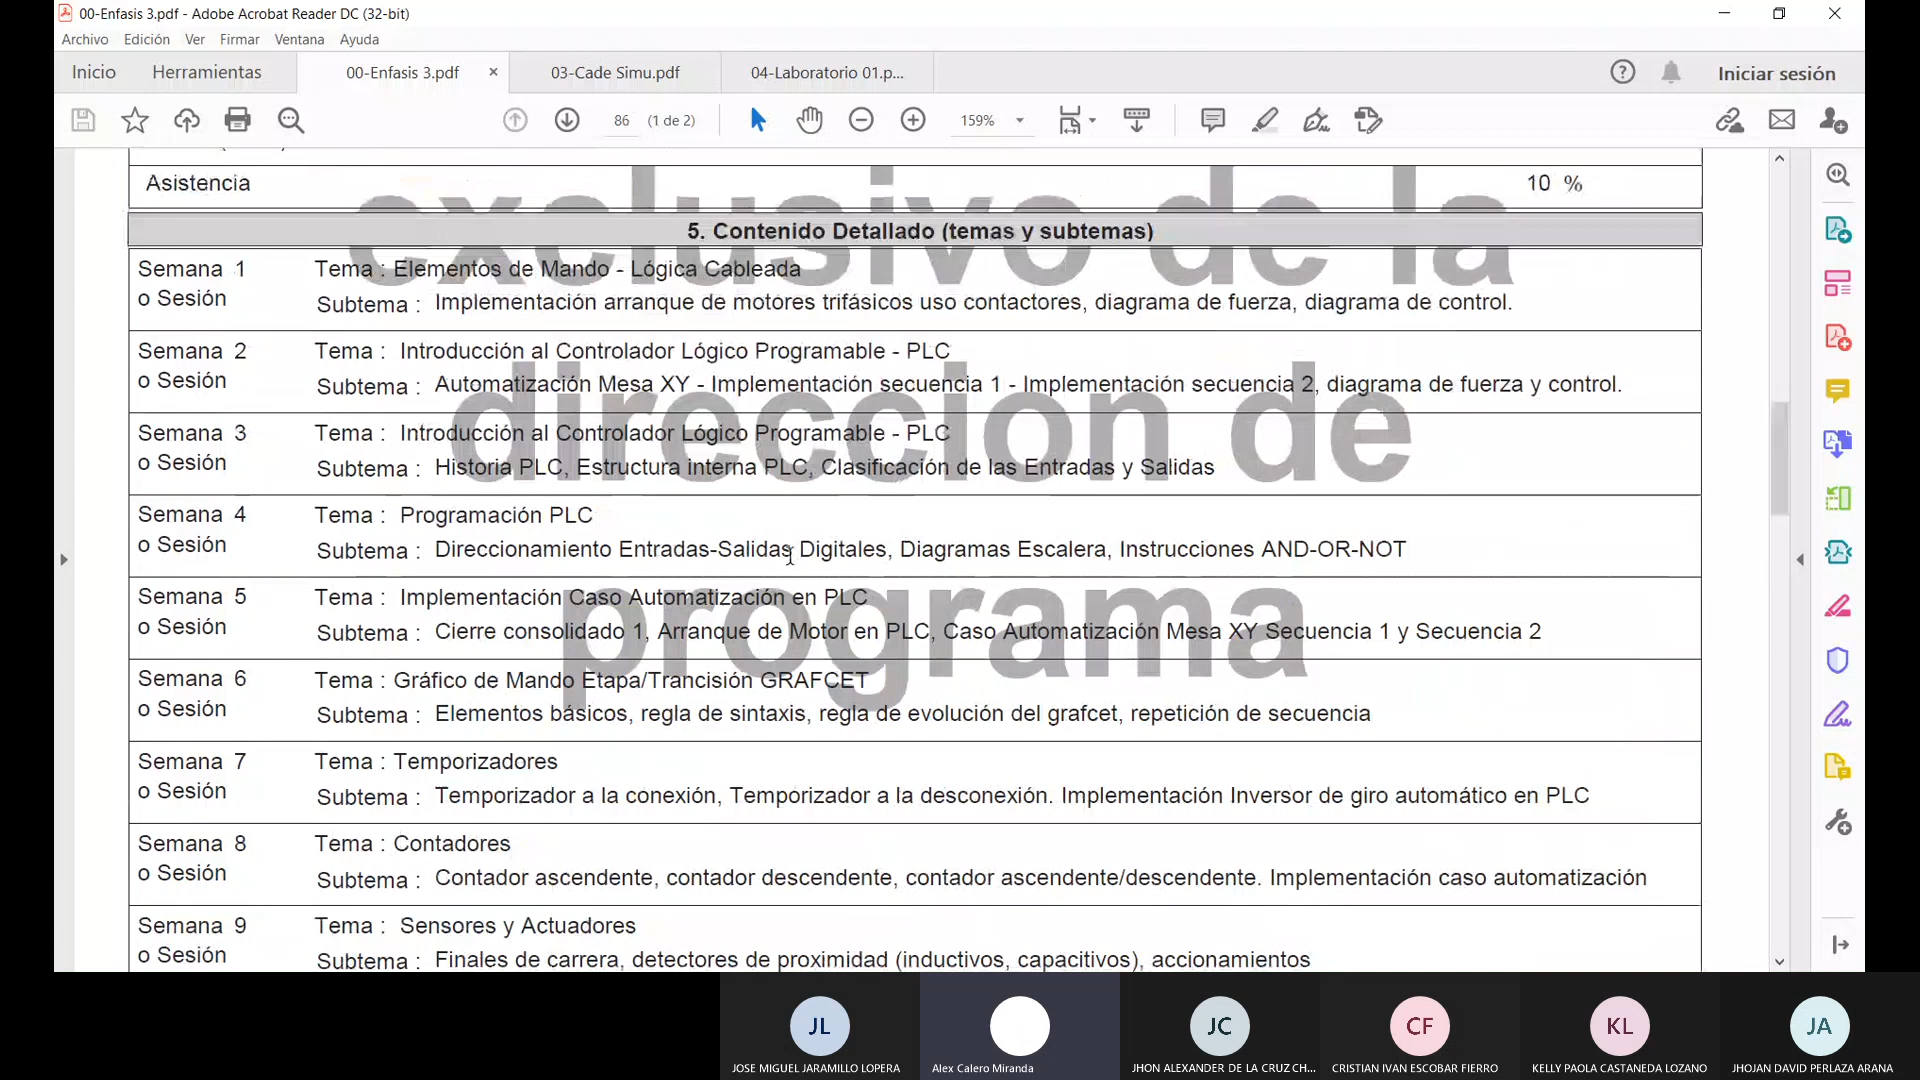 00-Enfasis 3.pdf - Adobe Acrobat Reader DC (32-bit)
Archivo Edición Ver Firmar Ventana Ayuda
Inicio Herramientas 00-Enfasis 3.pdf × 03-Cade Simu.pdf 04-Laboratorio 01.p... Iniciar sesión
86 (1 de 2) 159%
Asistencia 10 %
exclusivo de la
5. Contenido Detallado (temas y subtemas)
Semana 1 Tema : Elementos de Mando - Lógica Cableada
o Sesión Subtema : Implementación arranque de motores trifásicos uso contactores, diagrama de fuerza, diagrama de control.
Semana 2 Tema : Introducción al Controlador Lógico Programable - PLC
o Sesión Subtema : Automatización Mesa XY - Implementación secuencia 1 - Implementación secuencia 2, diagrama de fuerza y control.
direccion de
Semana 3 Tema : Introducción al Controlador Lógico Programable - PLC
o Sesión Subtema : Historia PLC, Estructura interna PLC, Clasificación de las Entradas y Salidas
Semana 4 Tema : Programación PLC
o Sesión Subtema : Direccionamiento Entradas-Salidas Digitales, Diagramas Escalera, Instrucciones AND-OR-NOT
Semana 5 Tema : Implementación Caso Automatización en PLC
o Sesión Subtema : Cierre consolidado 1, Arranque de Motor en PLC, Caso Automatización Mesa XY Secuencia 1 y Secuencia 2
programa
Semana 6 Tema : Gráfico de Mando Etapa/Trancisión GRAFCET
o Sesión Subtema : Elementos básicos, regla de sintaxis, regla de evolución del grafcet, repetición de secuencia
Semana 7 Tema : Temporizadores
o Sesión Subtema : Temporizador a la conexión, Temporizador a la desconexión. Implementación Inversor de giro automático en PLC
Semana 8 Tema : Contadores
o Sesión Subtema : Contador ascendente, contador descendente, contador ascendente/descendente. Implementación caso automatización
Semana 9 Tema : Sensores y Actuadores
o Sesión Subtema : Finales de carrera, detectores de proximidad (inductivos, capacitivos), accionamientos
JL JC CF KL JA
JOSE MIGUEL JARAMILLO LOPERA Alex Calero Miranda JHON ALEXANDER DE LA CRUZ CH... CRISTIAN IVAN ESCOBAR FIERRO KELLY PAOLA CASTANEDA LOZANO JHOJAN DAVID PERLAZA ARANA